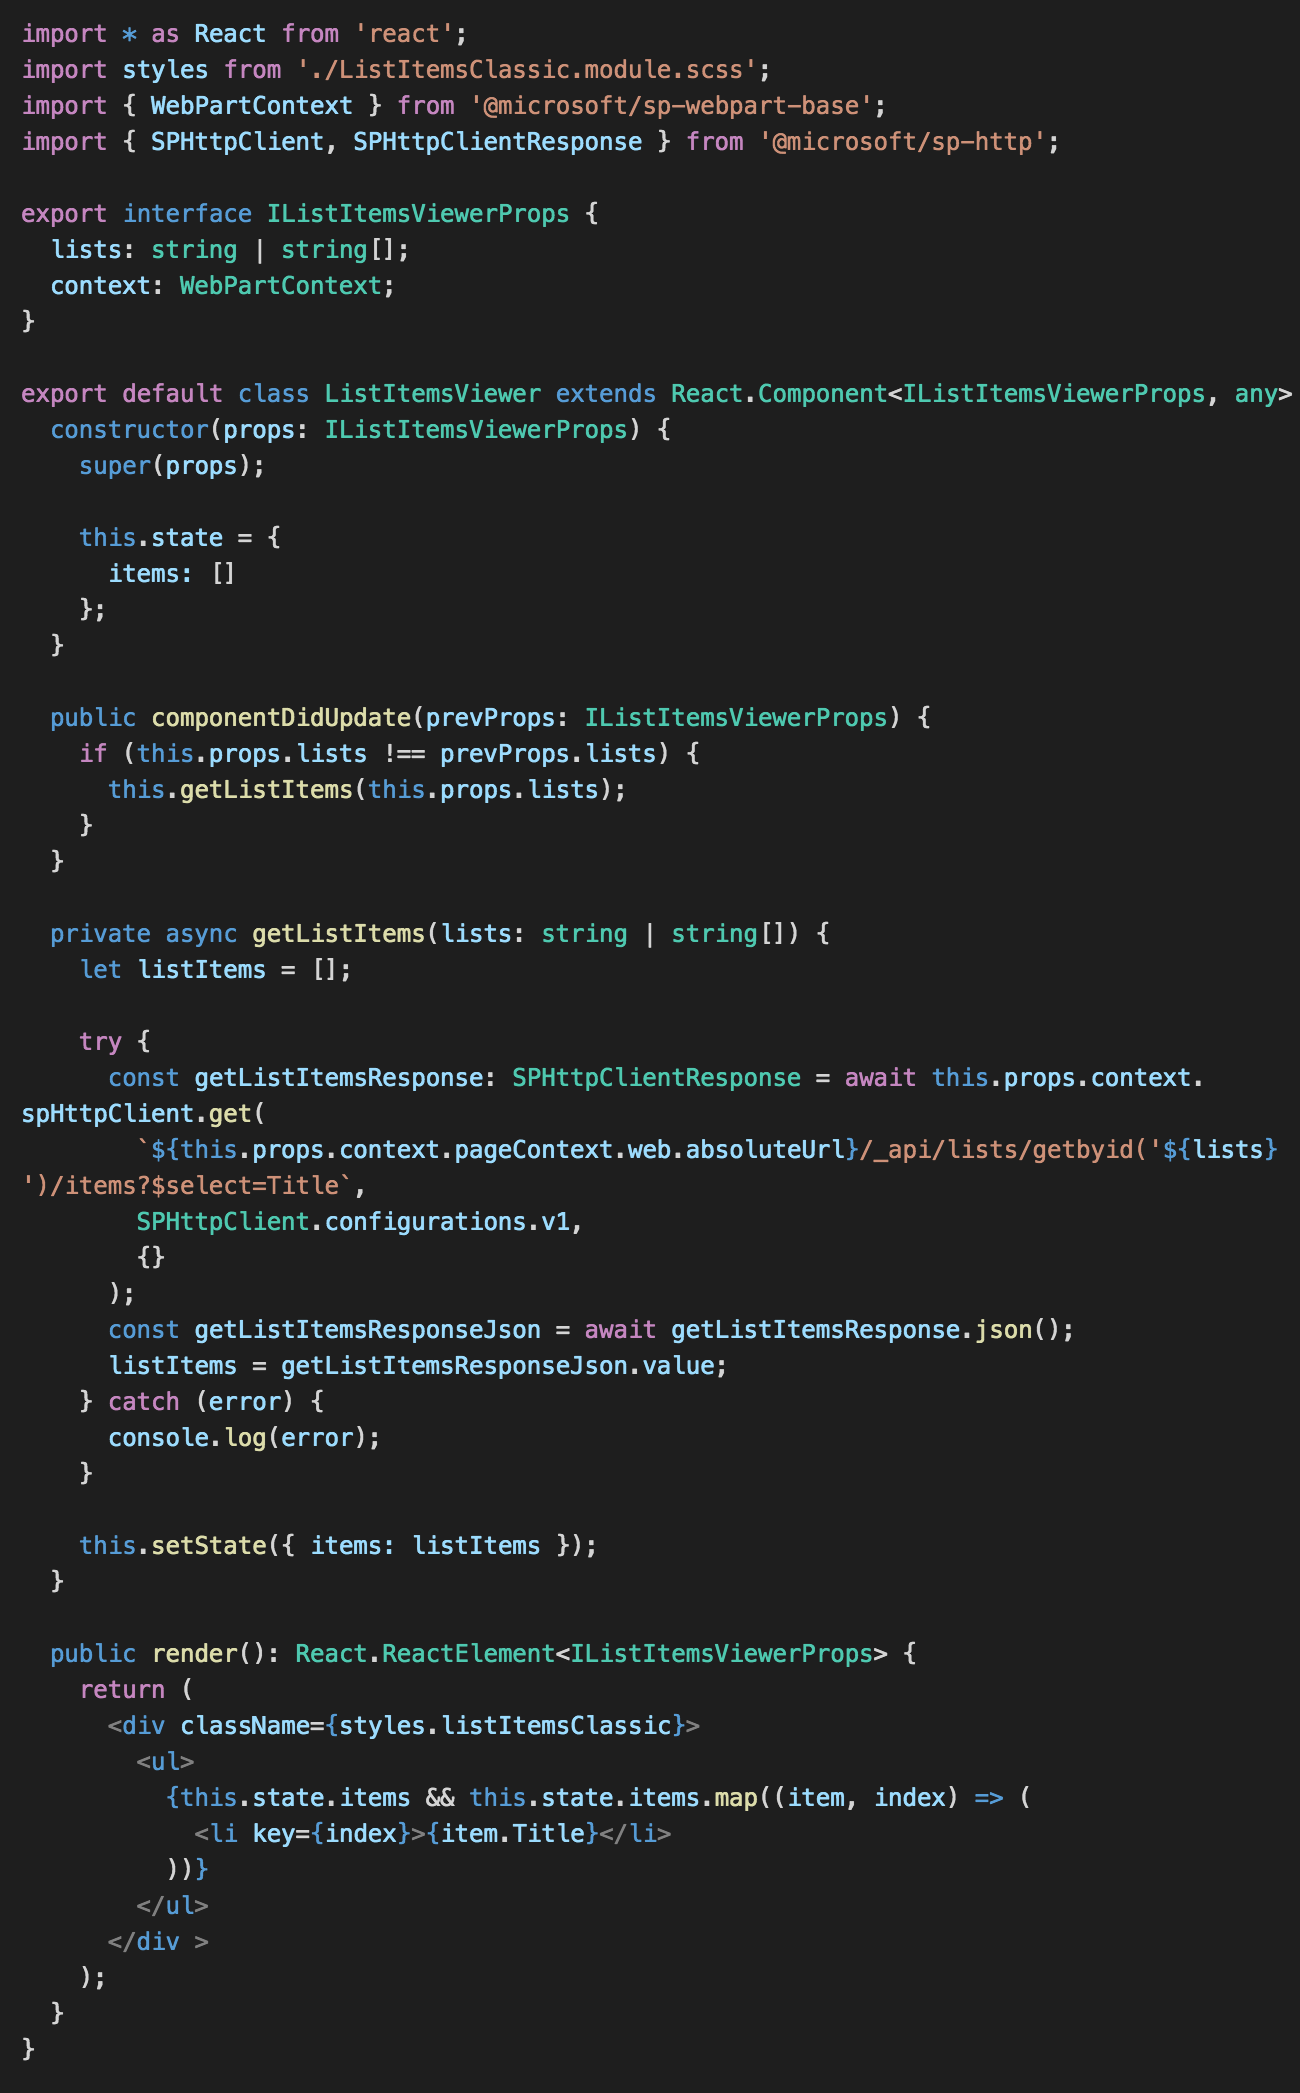 import * as React from 'react';
import styles from './ListItemsClassic.module.scss';
import { WebPartContext } from '@microsoft/sp-webpart-base';
import { SPHttpClient, SPHttpClientResponse } from '@microsoft/sp-http';

export interface IListItemsViewerProps {
  lists: string | string[];
  context: WebPartContext;
}

export default class ListItemsViewer extends React.Component<IListItemsViewerProps, any>
  constructor(props: IListItemsViewerProps) {
    super(props);

    this.state = {
      items: []
    };
  }

  public componentDidUpdate(prevProps: IListItemsViewerProps) {
    if (this.props.lists !== prevProps.lists) {
      this.getListItems(this.props.lists);
    }
  }

  private async getListItems(lists: string | string[]) {
    let listItems = [];

    try {
      const getListItemsResponse: SPHttpClientResponse = await this.props.context.
spHttpClient.get(
        `${this.props.context.pageContext.web.absoluteUrl}/_api/lists/getbyid('${lists}
')/items?$select=Title`,
        SPHttpClient.configurations.v1,
        {}
      );
      const getListItemsResponseJson = await getListItemsResponse.json();
      listItems = getListItemsResponseJson.value;
    } catch (error) {
      console.log(error);
    }

    this.setState({ items: listItems });
  }

  public render(): React.ReactElement<IListItemsViewerProps> {
    return (
      <div className={styles.listItemsClassic}>
        <ul>
          {this.state.items && this.state.items.map((item, index) => (
            <li key={index}>{item.Title}</li>
          ))}
        </ul>
      </div >
    );
  }
}